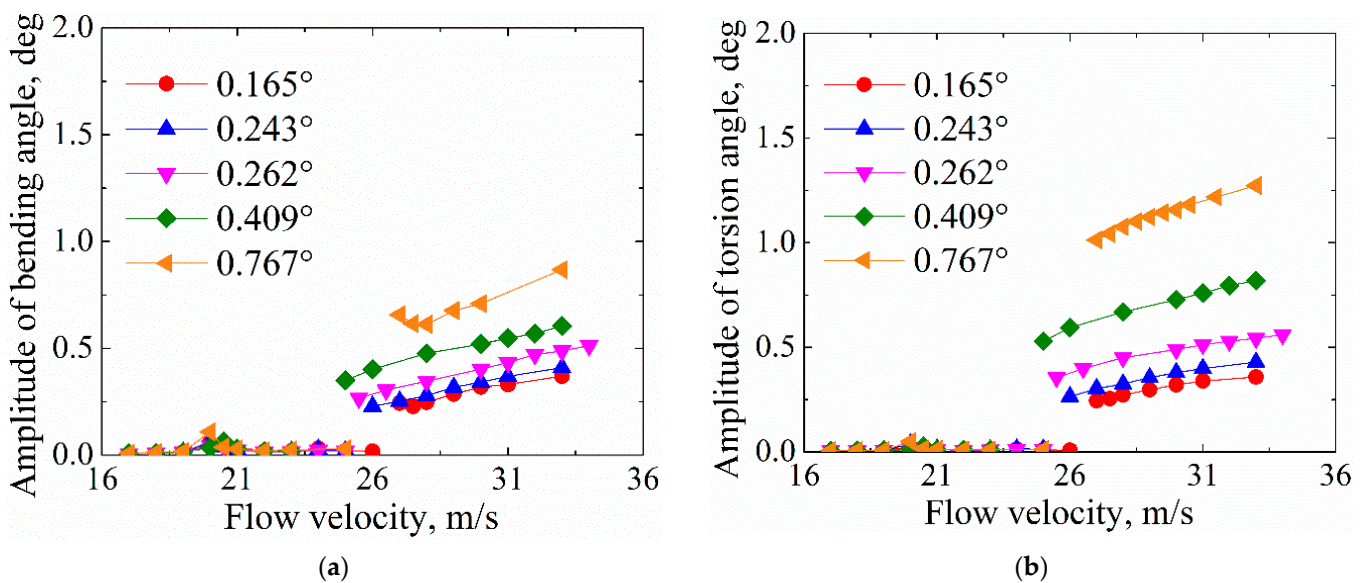 Amplitude of bending angle, deg
2.0
1.5
1.0
0.5
0.0
0.165°
0.243°
0.262°
0.409°
0.767°
16 21 26 31 36
Flow velocity, m/s
(a)
Amplitude of torsion angle, deg
2.0
1.5
1.0
0.5
0.0
0.165°
0.243°
0.262°
0.409°
0.767°
16 21 26 31 36
Flow velocity, m/s
(b)